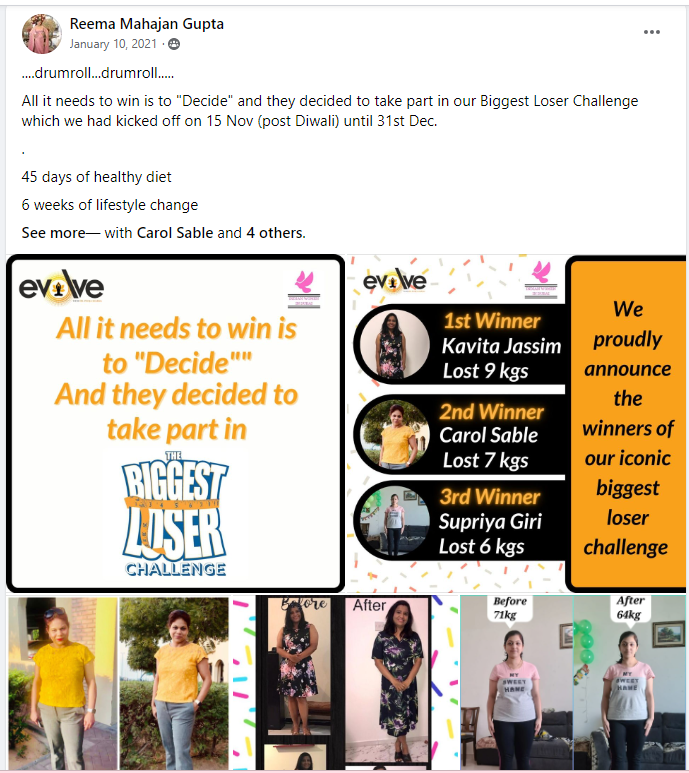 Reema Mahajan Gupta
January 10, 2021 ·
....drumroll...drumroll.....
All it needs to win is to "Decide" and they decided to take part in our Biggest Loser Challenge
which we had kicked off on 15 Nov (post Diwali) until 31st Dec.
.
45 days of healthy diet
6 weeks of lifestyle change
See more— with Carol Sable and 4 others.
evolve
All it needs to win is
to "Decide""
And they decided to
take part in
THE
BIGGEST
LOSER
CHALLENGE
evolve
1st Winner
Kavita Jassim
Lost 9 kgs
2nd Winner
Carol Sable
Lost 7 kgs
3rd Winner
Supriya Giri
Lost 6 kgs
We
proudly
announce
the
winners of
our iconic
biggest
loser
challenge
Before
After
Before
71kg
After
64kg
MY
SWEET
NAME
MY
SWEET
NAME